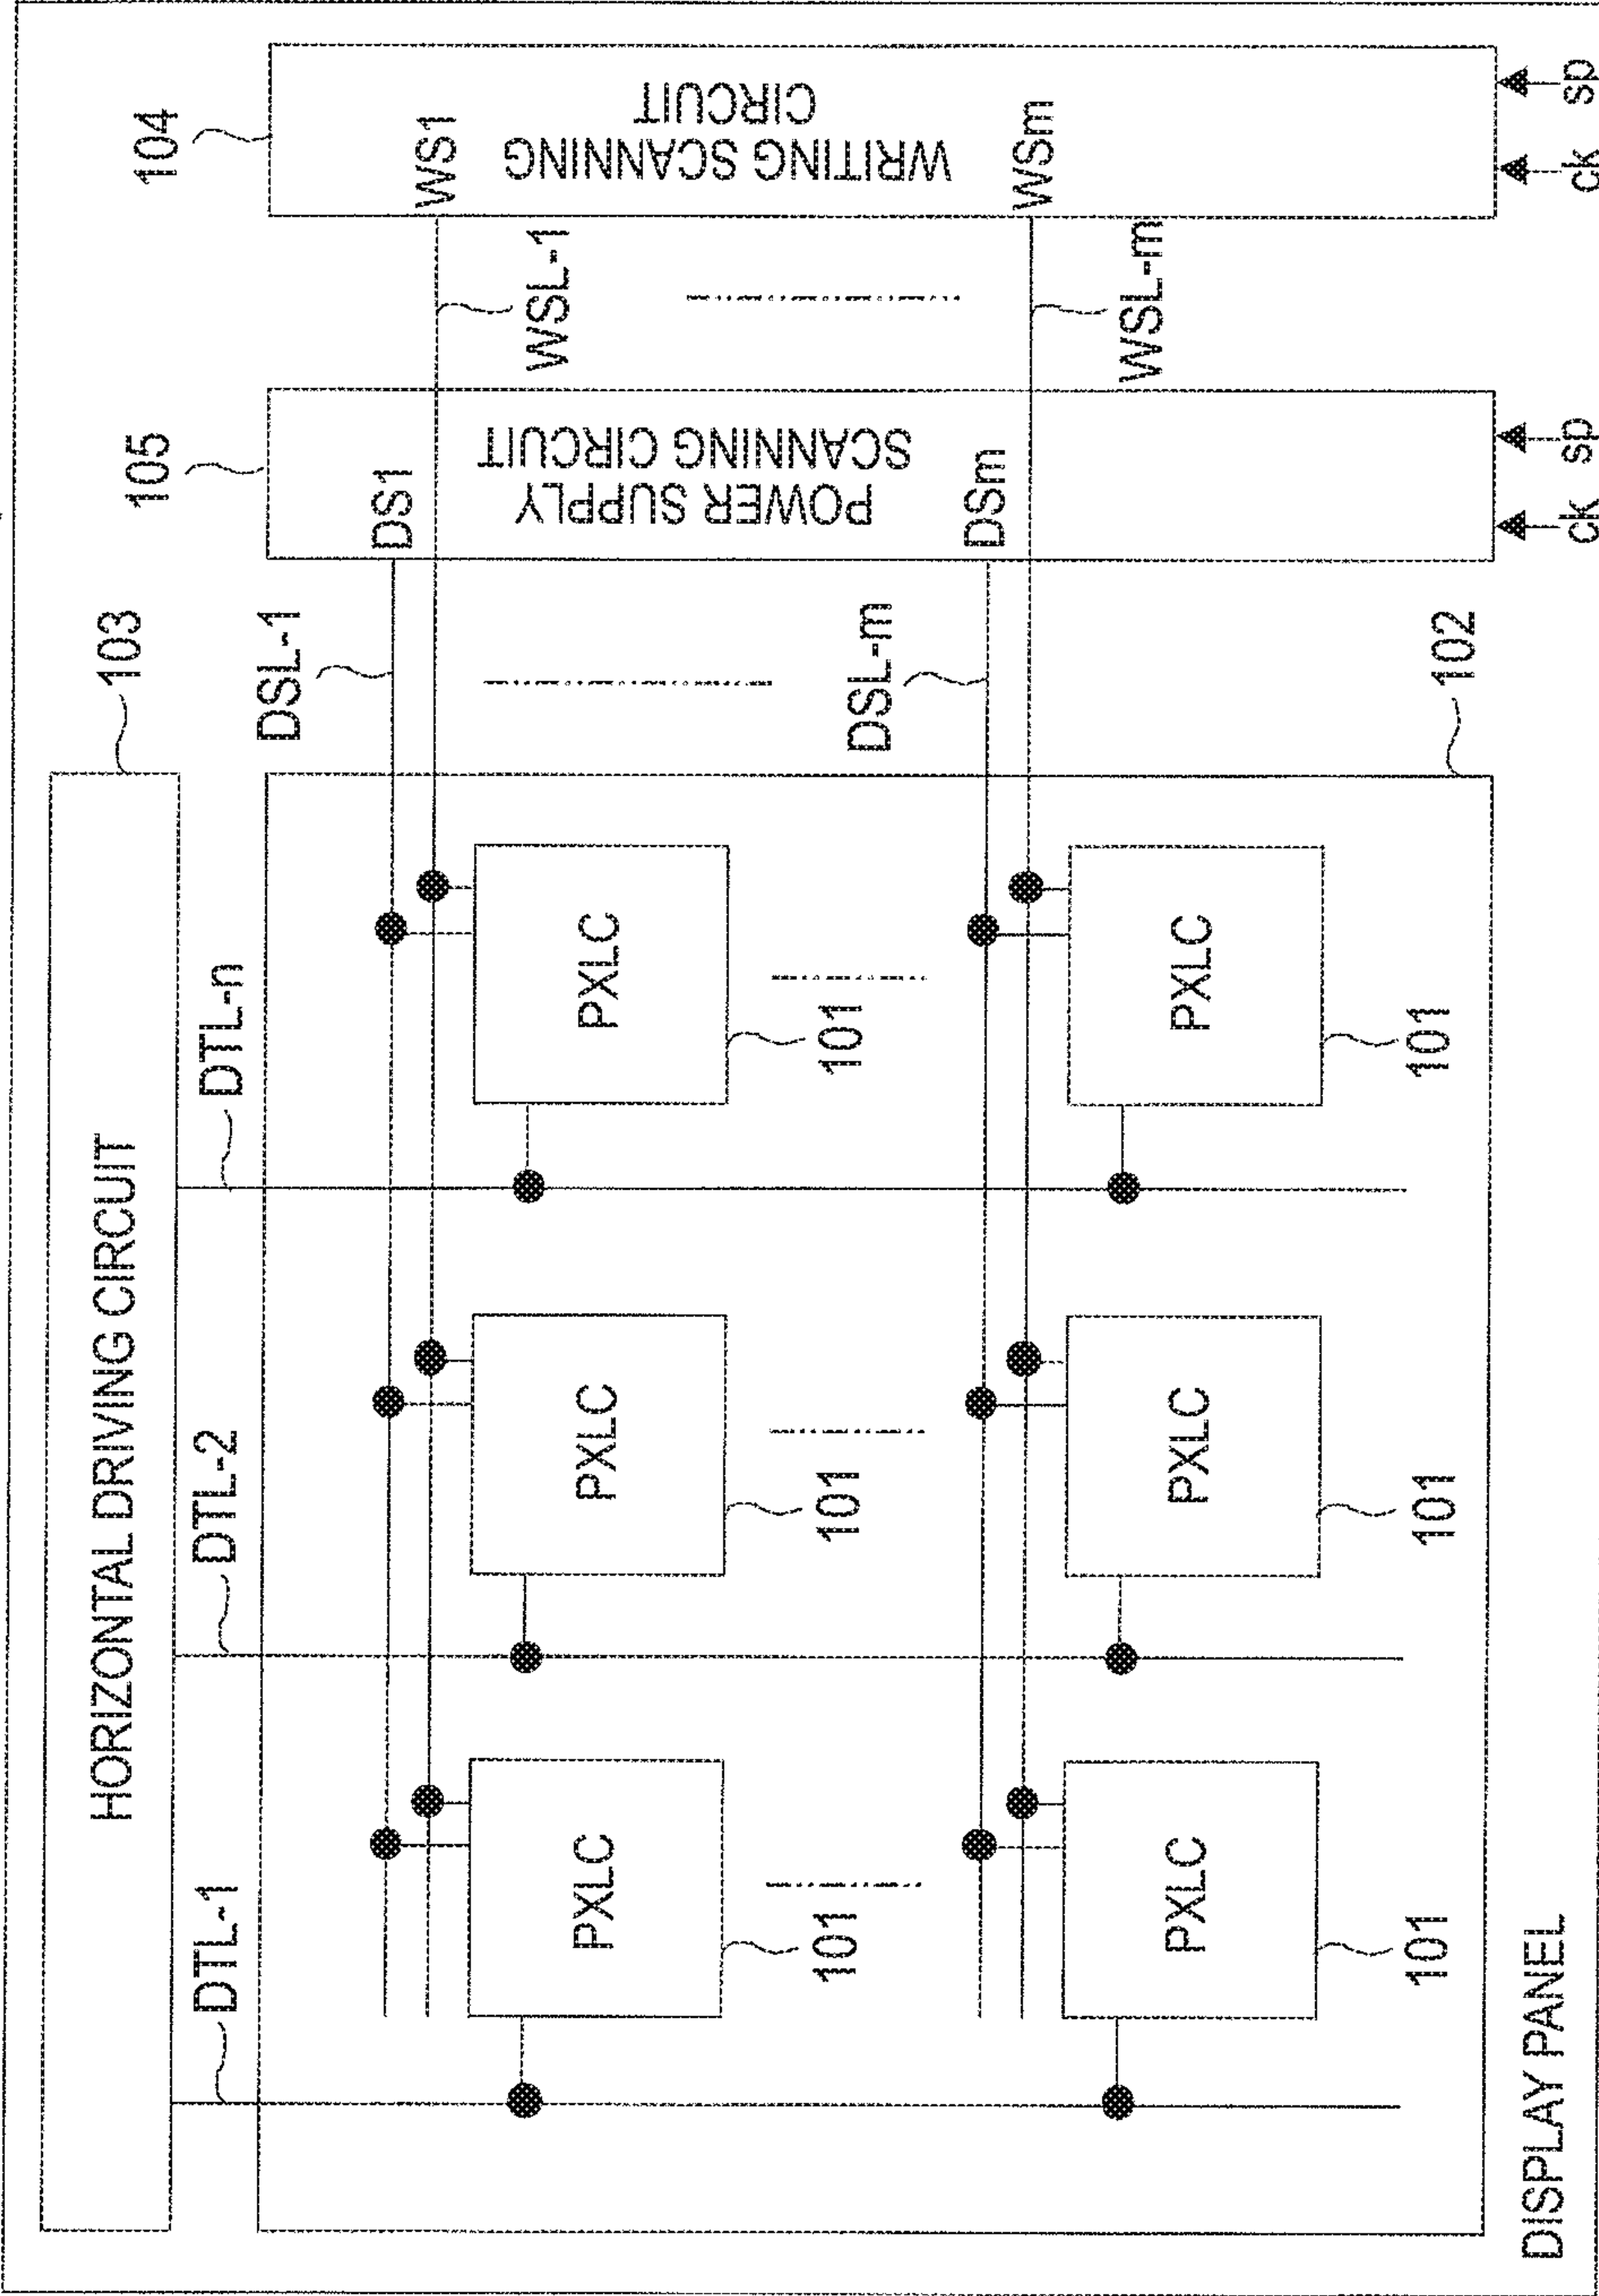 103
HORIZONTAL DRIVING CIRCUIT
DTL-1
DTL-2
DTL-n
DSL-1
105
104
DS1
WS1
WSL-1
POWER SUPPLY
SCANNING CIRCUIT
WRITING SCANNING
CIRCUIT
PXLC
PXLC
PXLC
101
101
101
DSL-m
DSm
WSm
WSL-m
PXLC
PXLC
PXLC
101
101
101
102
DISPLAY PANEL
ck
sp
ck
sp